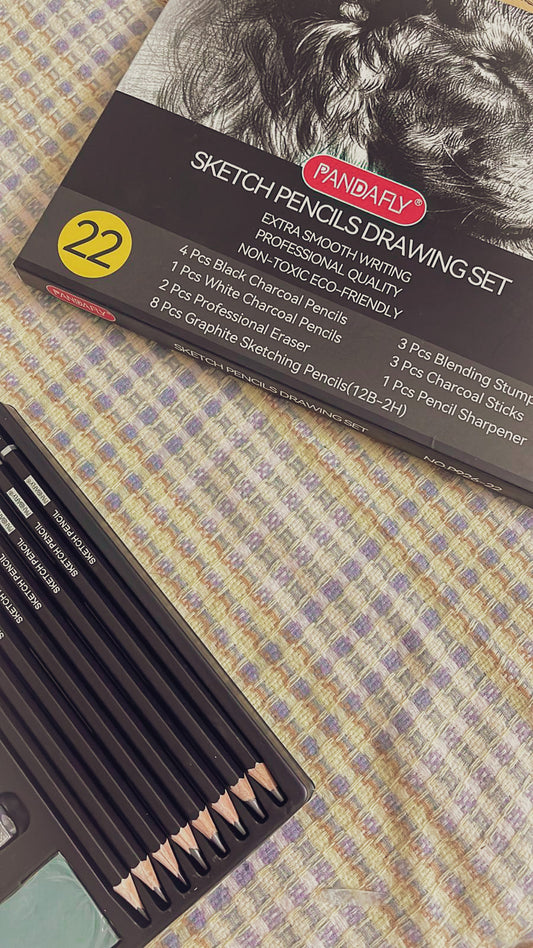 PANDAFLY®
SKETCH PENCILS DRAWING SET
EXTRA SMOOTH WRITING
PROFESSIONAL QUALITY
NON-TOXIC ECO-FRIENDLY
22
4 Pcs Black Charcoal Pencils
1 Pcs White Charcoal Pencils
2 Pcs Professional Eraser
8 Pcs Graphite Sketching Pencils(12B-2H)
3 Pcs Blending Stump
3 Pcs Charcoal Sticks
1 Pcs Pencil Sharpener
PANDAFLY
SKETCH PENCILS DRAWING SET
NO.P026-22
SKETCH PENCIL
SKETCH PENCIL
SKETCH PENCIL
SKETCH PENCIL